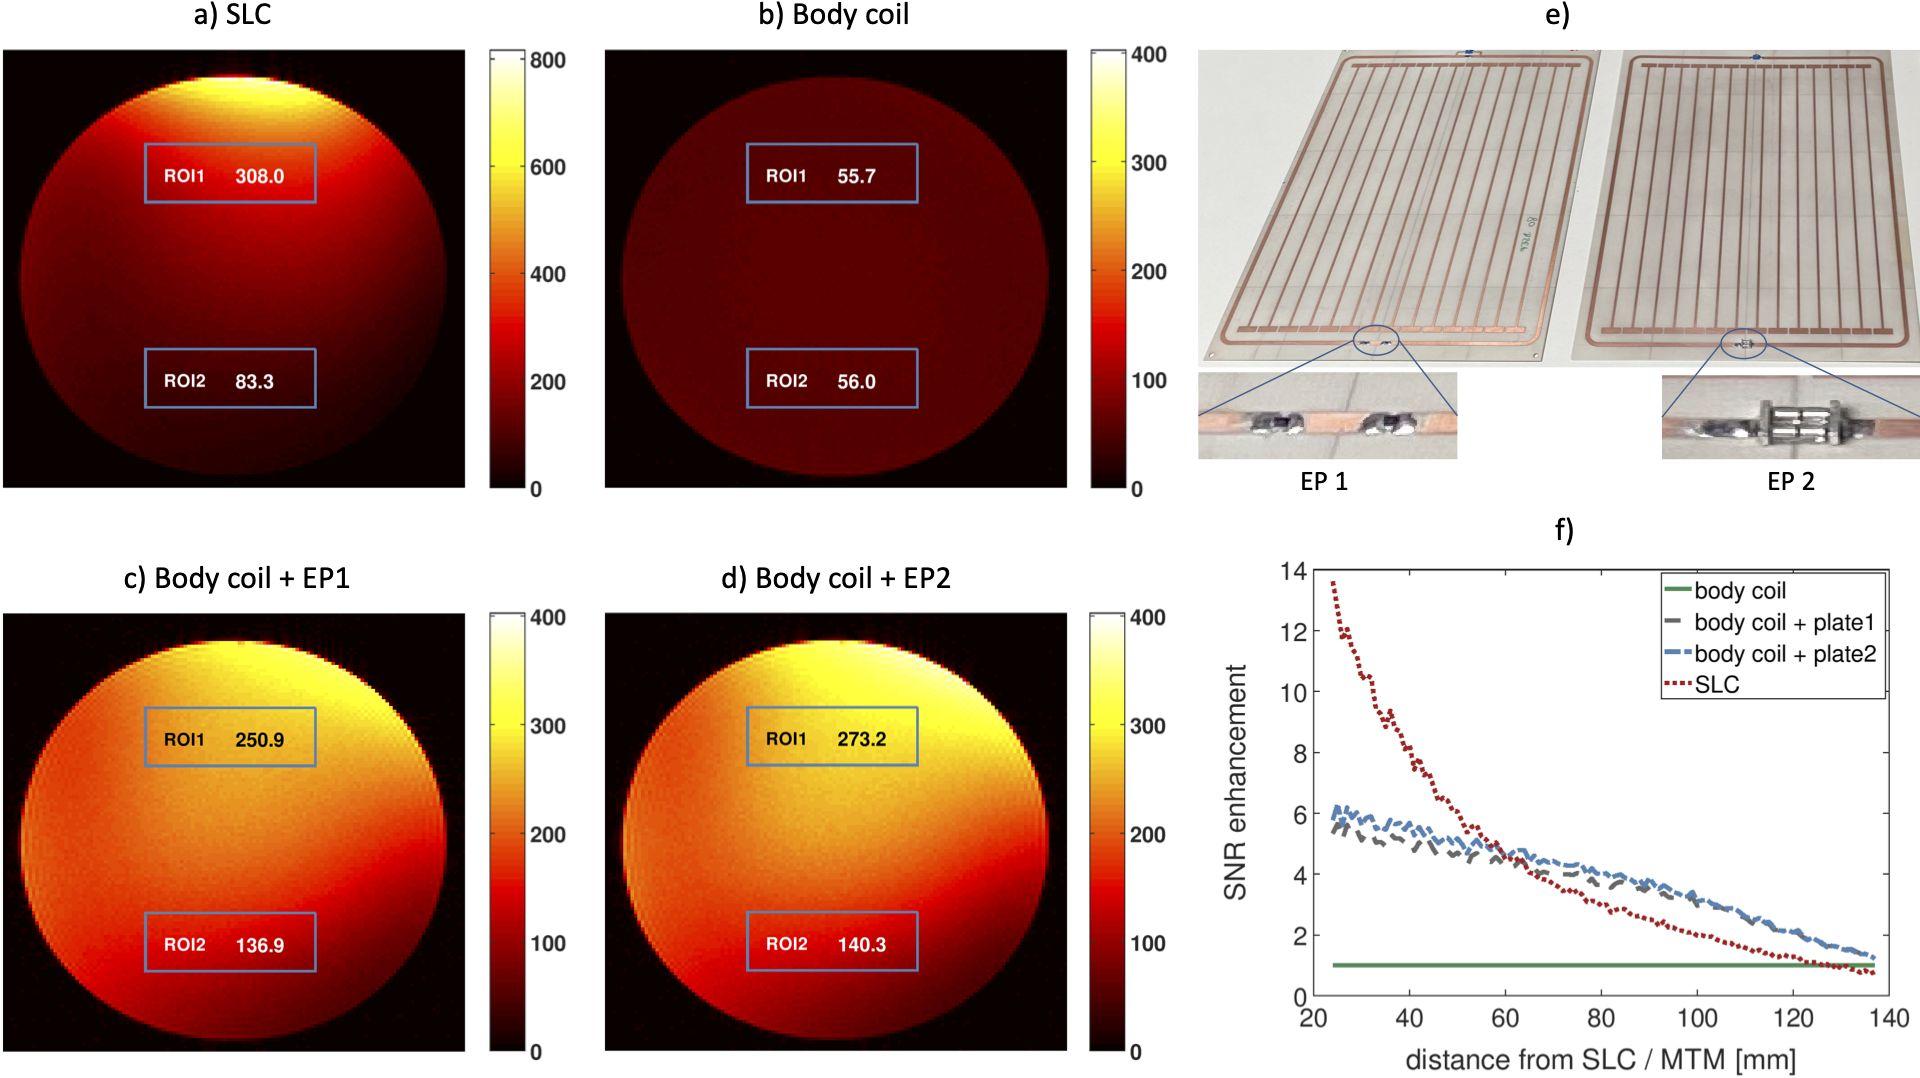 a) SLC
800
600
400
200
0
ROI1 308.0
ROI2 83.3
b) Body coil
400
300
200
100
0
ROI1 55.7
ROI2 56.0
e)
EP 1
EP 2
c) Body coil + EP1
400
300
200
100
0
ROI1 250.9
ROI2 136.9
d) Body coil + EP2
400
300
200
100
0
ROI1 273.2
ROI2 140.3
f)
SNR enhancement
14
12
10
8
6
4
2
0
body coil
body coil + plate1
body coil + plate2
SLC
20 40 60 80 100 120 140
distance from SLC / MTM [mm]